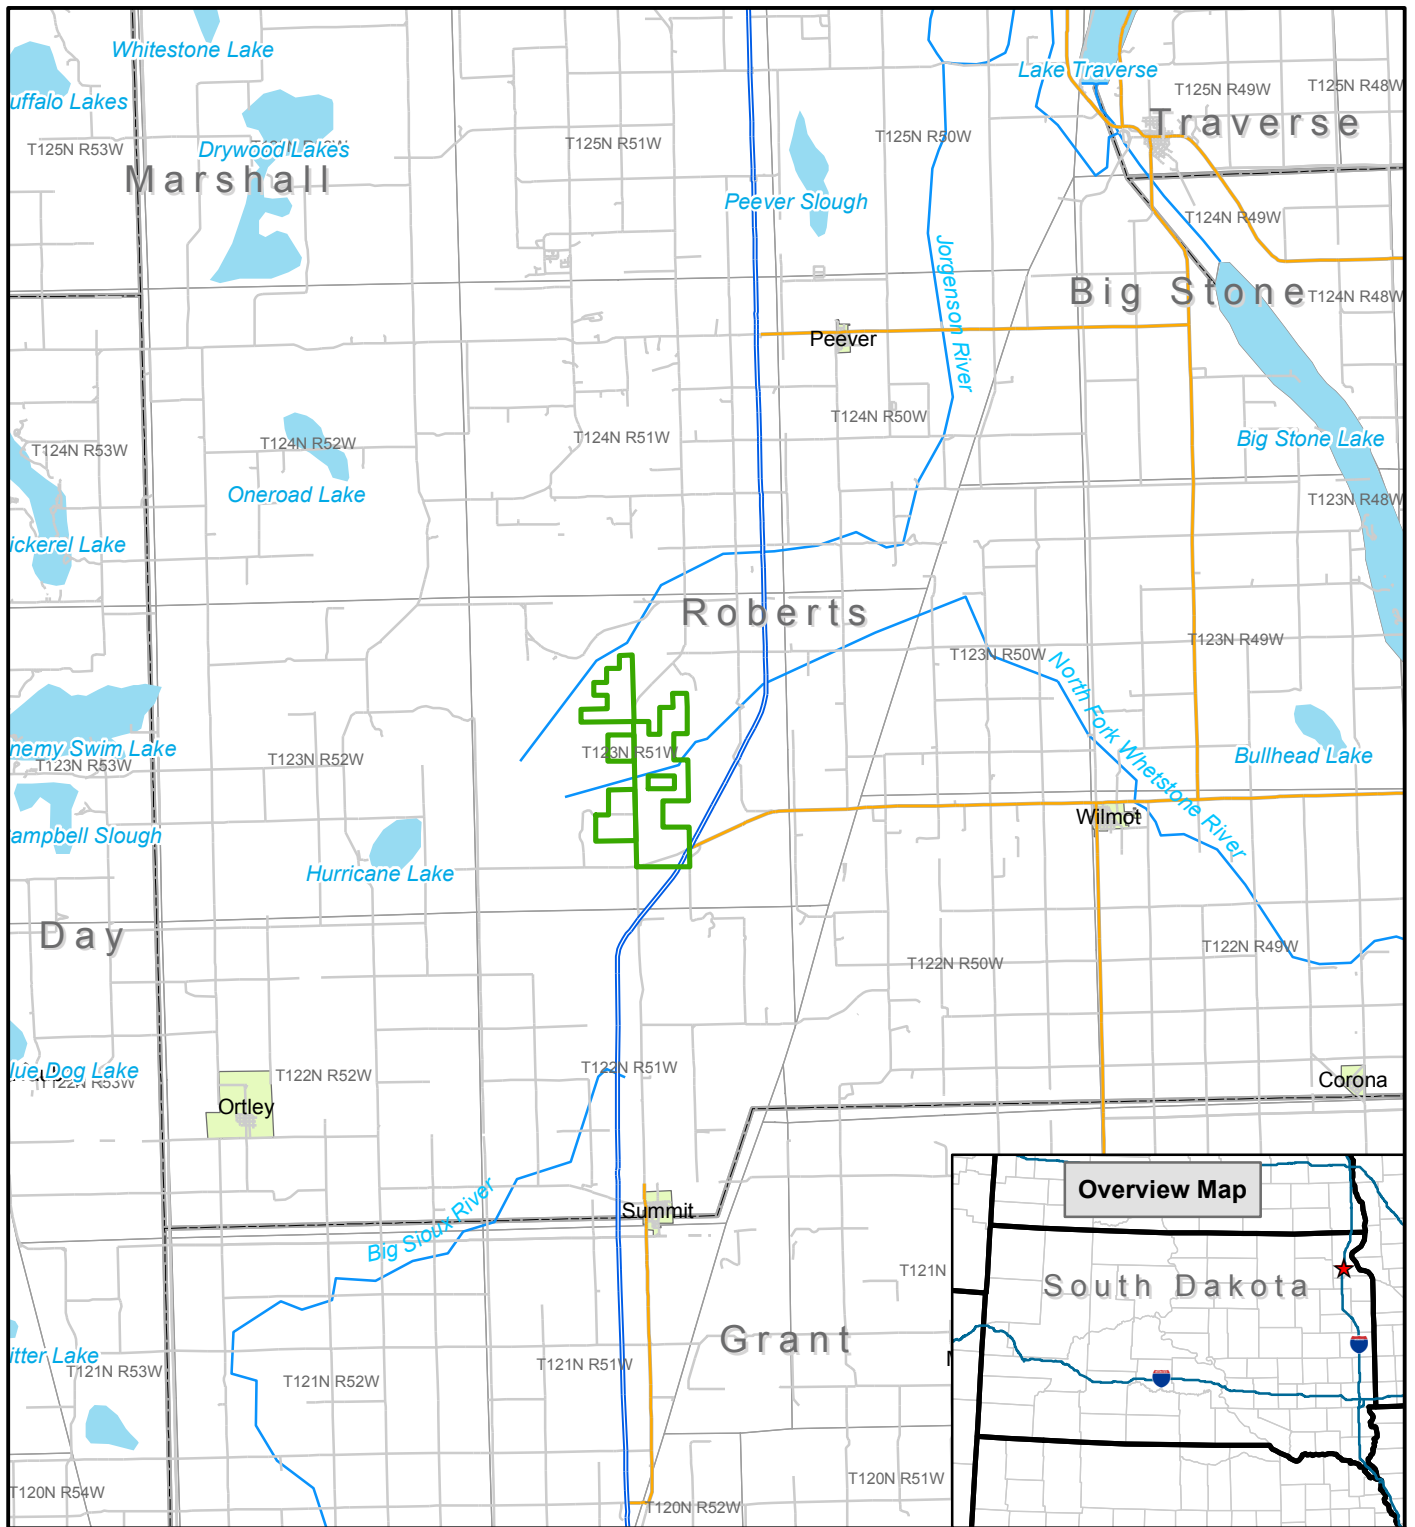 Whitestone Lake
Lake Traverse
uffalo Lakes
T125N R49W
T125N R48W
Traverse
T125N R53W
Drywood Lakes
T125N R51W
T125N R50W
Marshall
Peever Slough
T124N R49W
Jorgenson River
Big Stone
T124N R48W
Peever
T124N R50W
T124N R53W
T124N R52W
T124N R51W
Big Stone Lake
Oneroad Lake
T123N R48W
ickerel Lake
Roberts
T123N R50W
T123N R49W
North Fork Whetstone River
nemy Swim Lake
T123N R53W
T123N R52W
T123N R51W
Bullhead Lake
Wilmot
ampbell Slough
Hurricane Lake
Day
T122N R50W
T122N R49W
lue Dog Lake
T122N R53W
T122N R52W
T122N R51W
Corona
Ortley
Summit
Big Sioux River
Overview Map
T121N
South Dakota
Grant
itter Lake
T121N R53W
T121N R52W
T121N R51W
T120N R54W
T120N R52W
T120N R51W